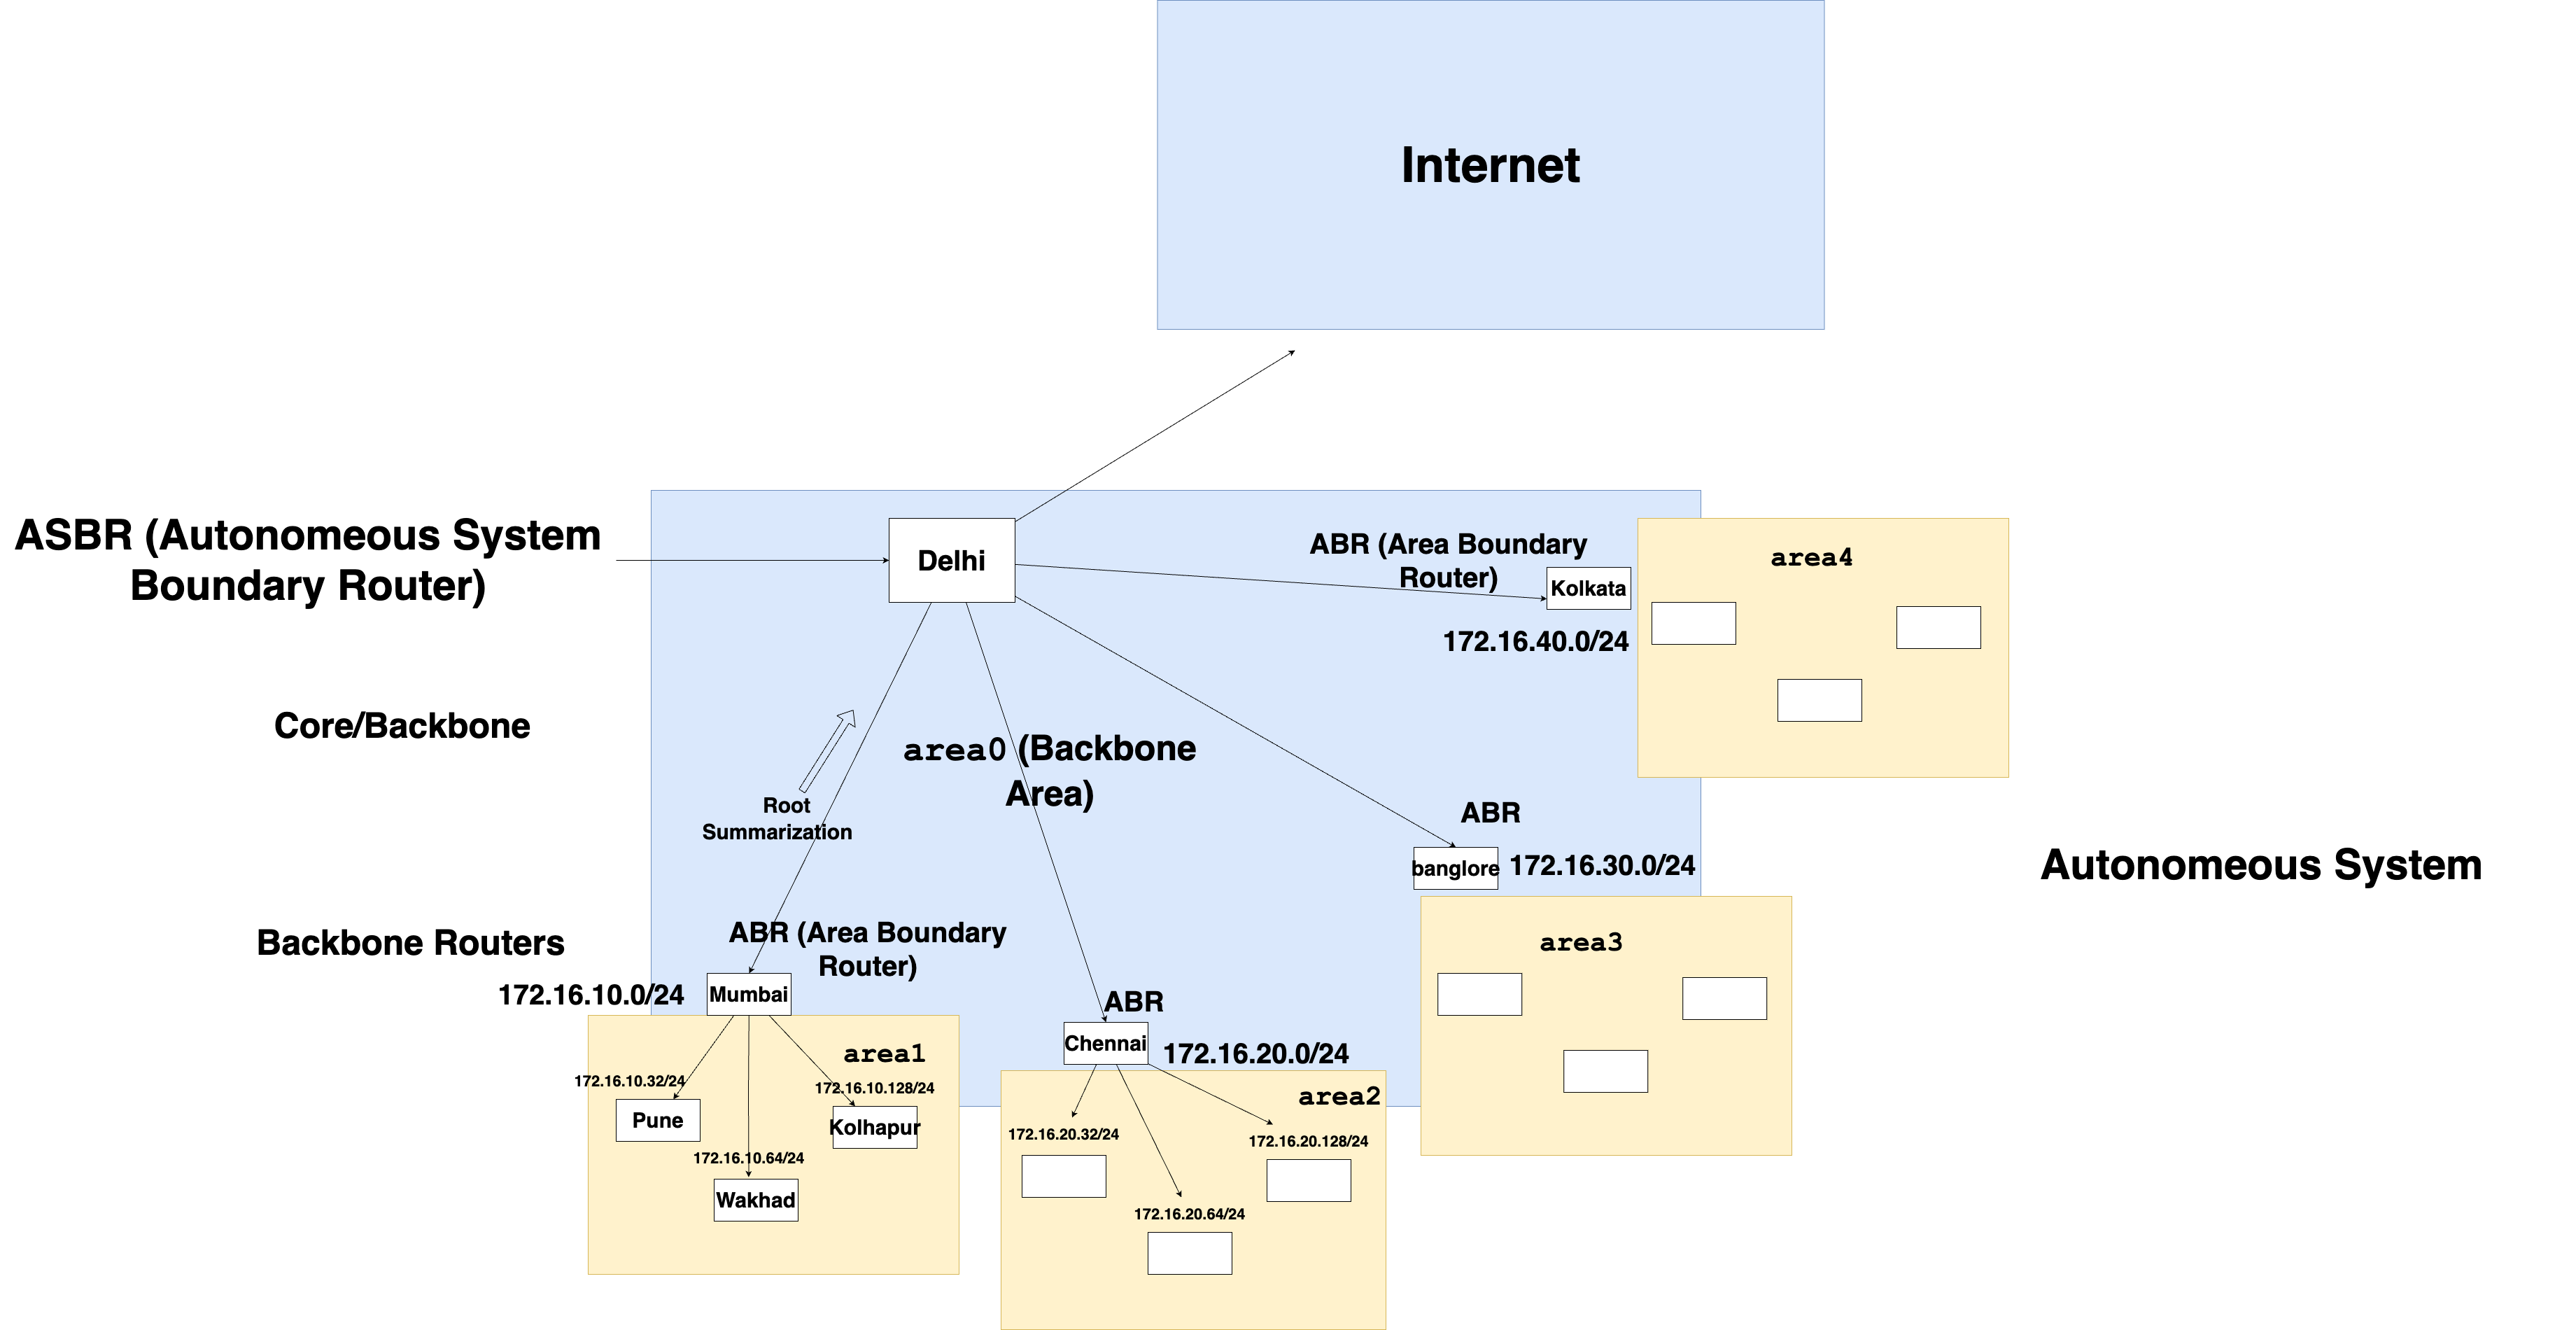 Internet
ASBR (Autonomeous System
Boundary Router)
Delhi
ABR (Area Boundary
Router)
Kolkata
172.16.40.0/24
area4
Core/Backbone
area0 (Backbone
Area)
Root
Summarization
ABR
banglore
172.16.30.0/24
Autonomeous System
Backbone Routers
ABR (Area Boundary
Router)
172.16.10.0/24
Mumbai
area3
ABR
Chennai
172.16.20.0/24
area1
172.16.10.32/24
172.16.10.128/24
Pune
Kolhapur
172.16.10.64/24
Wakhad
area2
172.16.20.32/24
172.16.20.128/24
172.16.20.64/24